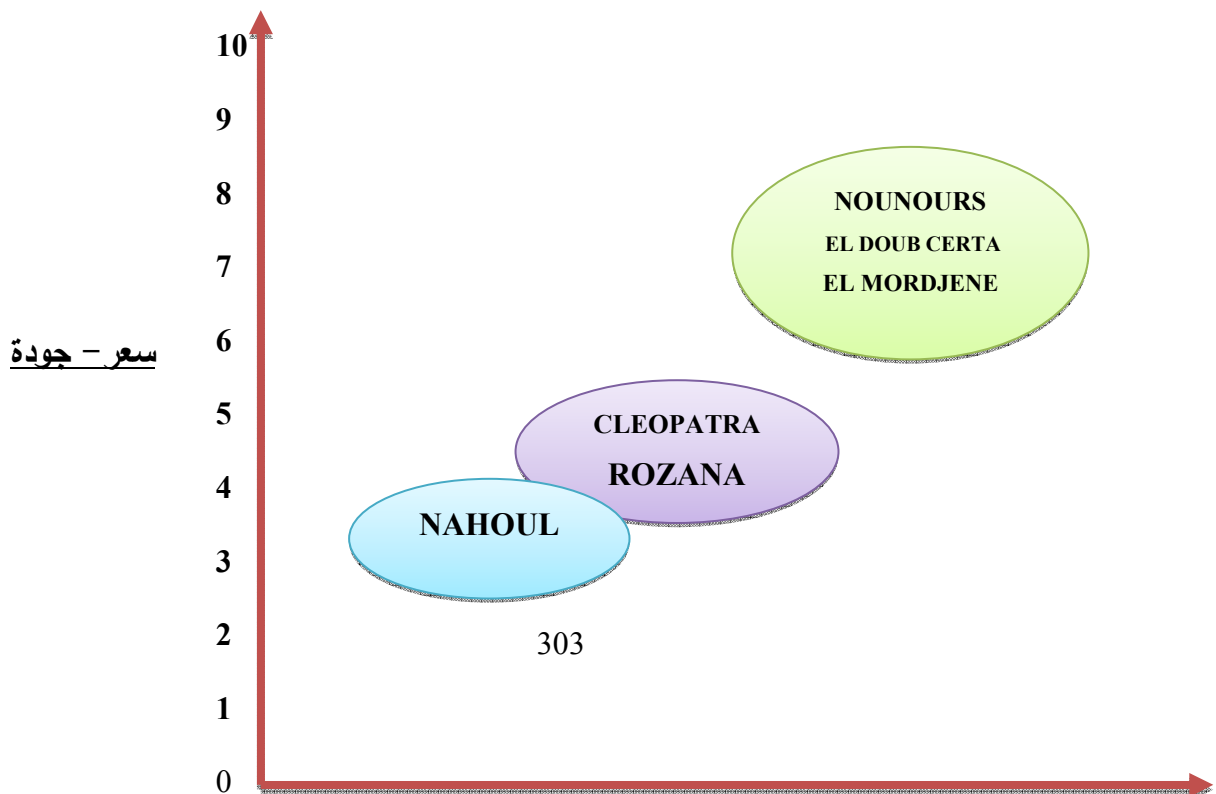 10
9
8
NOUNOURS
EL DOUB CERTA
7
EL MORDJENE
6
سعر – جودة
5
CLEOPATRA
ROZANA
4
NAHOUL
3
2
303
1
0